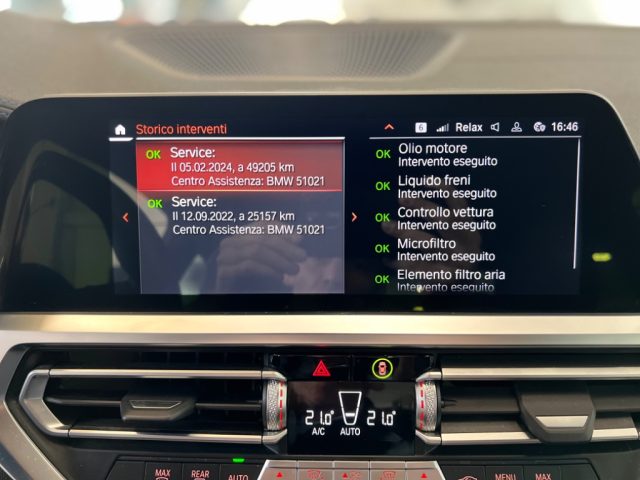 Storico interventi
6 Relax 16:46
OK Service:
Il 05.02.2024, a 49205 km
Centro Assistenza: BMW 51021
OK Service:
Il 12.09.2022, a 25157 km
Centro Assistenza: BMW 51021
OK Olio motore
Intervento eseguito
OK Liquido freni
Intervento eseguito
OK Controllo vettura
Intervento eseguito
OK Microfiltro
Intervento eseguito
OK Elemento filtro aria
Intervento eseguito
21.0° 21.0°
A/C AUTO
MAX REAR AUTO MENU MAX